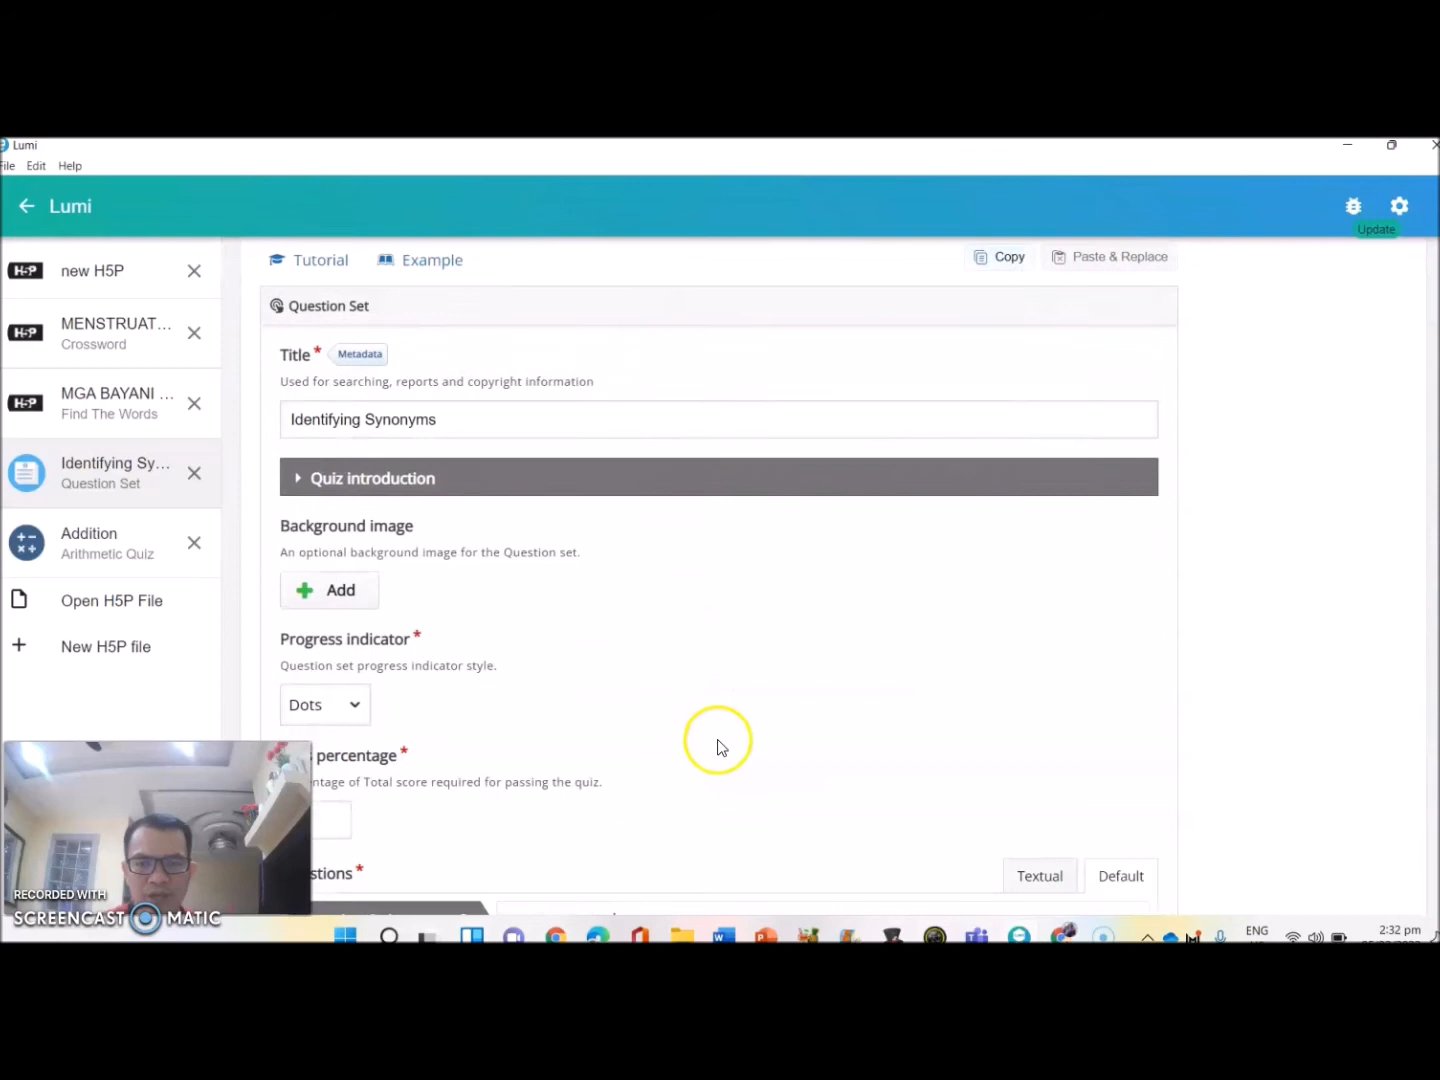 Lumi
File Edit Help
Lumi
Update
new H5P
MENSTRUAT...
Crossword
MGA BAYANI ...
Find The Words
Identifying Sy...
Question Set
Addition
Arithmetic Quiz
Open H5P File
New H5P file
Tutorial Example Copy Paste & Replace
Question Set
Title * Metadata
Used for searching, reports and copyright information
Identifying Synonyms
Quiz introduction
Background image
An optional background image for the Question set.
Add
Progress indicator *
Question set progress indicator style.
Dots
percentage *
ntage of Total score required for passing the quiz.
stions * Textual Default
RECORDED WITH
SCREENCAST MATIC
ENG
2:32 pm